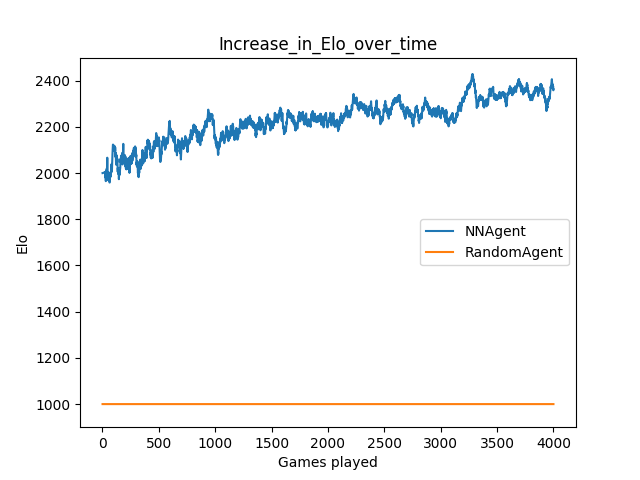 Increase_in_Elo_over_time
2400
2200
2000
1800
1600
1400
1200
1000
Elo
NNAgent
RandomAgent
0 500 1000 1500 2000 2500 3000 3500 4000
Games played